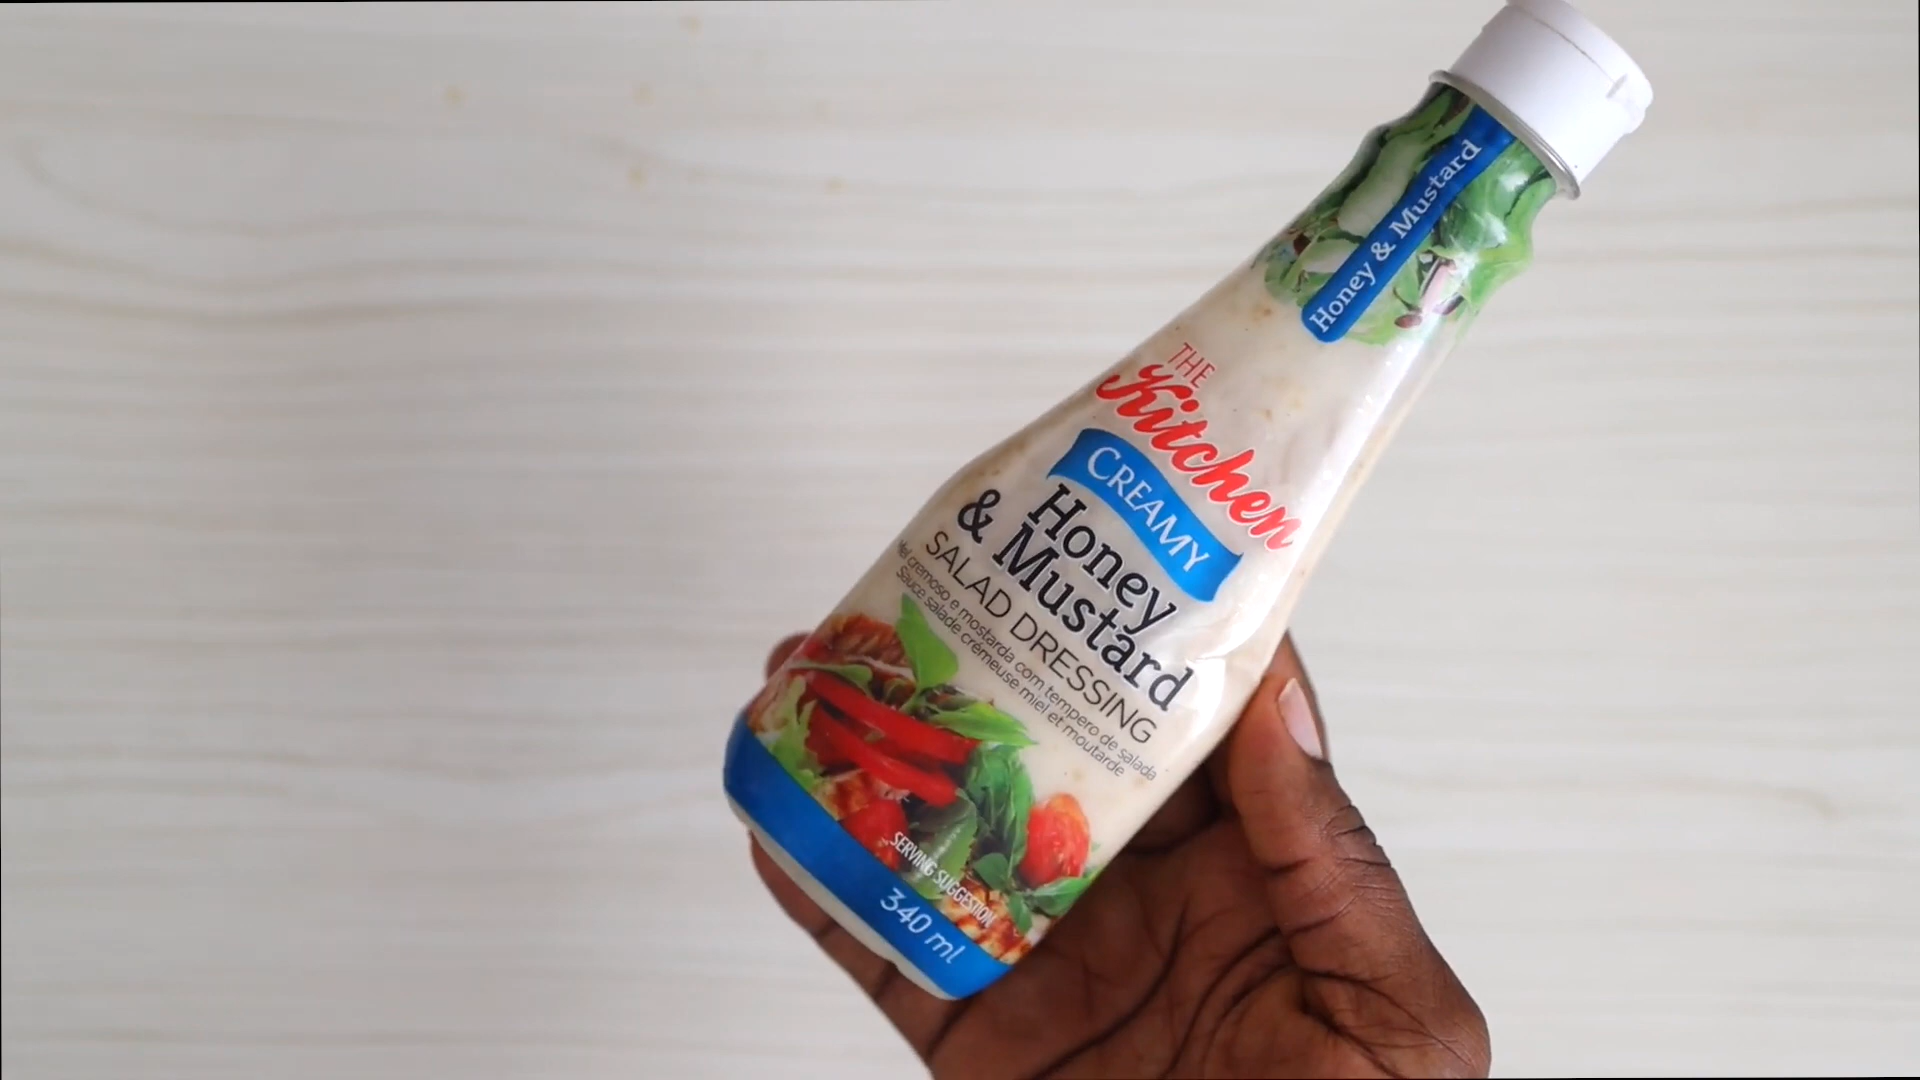 Honey & Mustard
THE
Kitchen
CREAMY
Honey
& Mustard
SALAD DRESSING
Mel cremoso e mostarda com tempero de salada
Sauce salade crémeuse miel et moutarde
SERVING SUGGESTION
340 ml